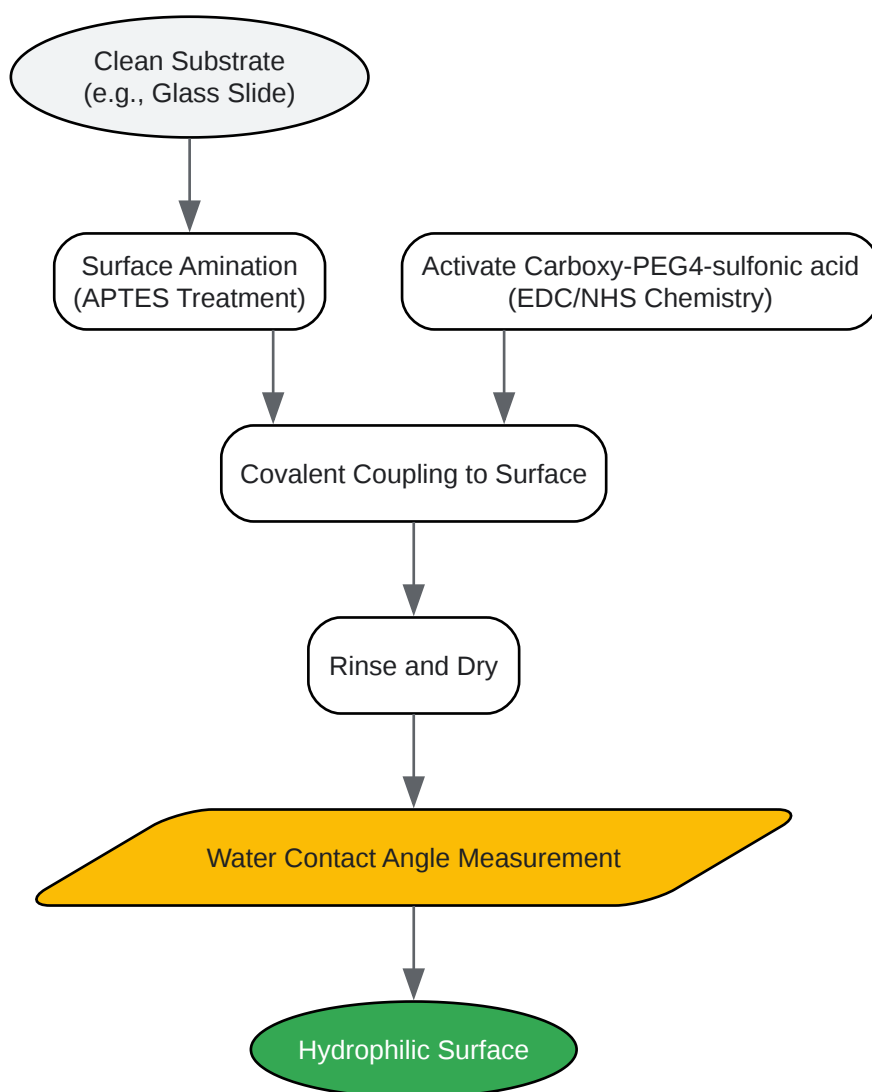 Clean Substrate
(e.g., Glass Slide)
Surface Amination
(APTES Treatment)
Activate Carboxy-PEG4-sulfonic acid
(EDC/NHS Chemistry)
Covalent Coupling to Surface
Rinse and Dry
Water Contact Angle Measurement
Hydrophilic Surface